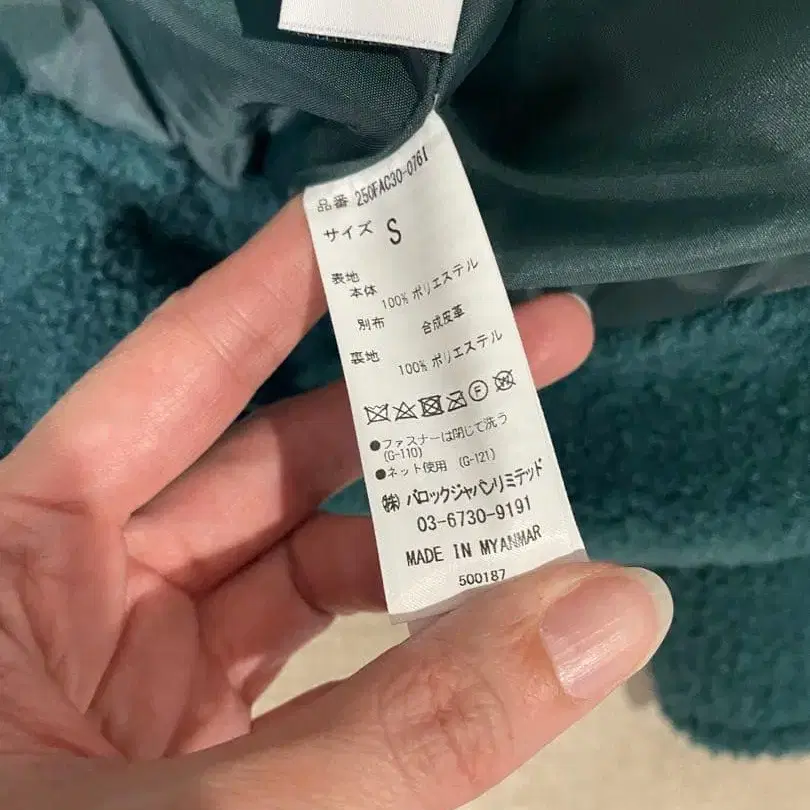 品番 250FAC30-0761
サイズ S
表地
本体 100% ポリエステル
別布 合成皮革
裏地 100% ポリエステル
F W
●ファスナーは閉じて洗う
(G-110)
●ネット使用 (G-121)
㈱バロックジャパンリミテッド
03-6730-9191
MADE IN MYANMAR
500187